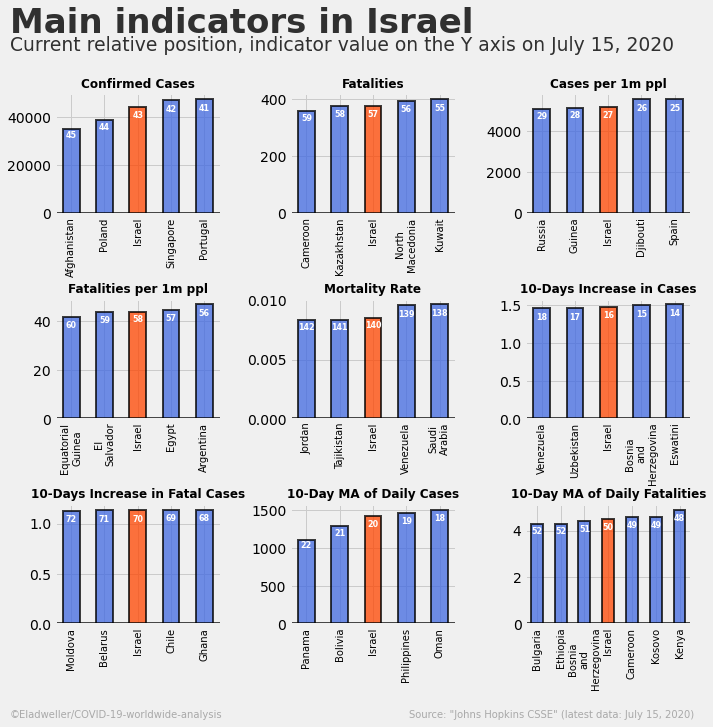 Main indicators in Israel
Current relative position, indicator value on the Y axis on July 15, 2020
Confirmed Cases
40000
20000
0
45
44
43
42
41
Afghanistan
Poland
Israel
Singapore
Portugal
Fatalities
400
200
0
59
58
57
56
55
Cameroon
Kazakhstan
Israel
North
Macedonia
Kuwait
Cases per 1m ppl
4000
2000
0
29
28
27
26
25
Russia
Guinea
Israel
Djibouti
Spain
Fatalities per 1m ppl
40
20
0
60
59
58
57
56
Equatorial
Guinea
El
Salvador
Israel
Egypt
Argentina
Mortality Rate
0.010
0.005
0.000
142
141
140
139
138
Jordan
Tajikistan
Israel
Venezuela
Saudi
Arabia
10-Days Increase in Cases
1.5
1.0
0.5
0.0
18
17
16
15
14
Venezuela
Uzbekistan
Israel
Bosnia
and
Herzegovina
Eswatini
10-Days Increase in Fatal Cases
1.0
0.5
0.0
72
71
70
69
68
Moldova
Belarus
Israel
Chile
Ghana
10-Day MA of Daily Cases
1500
1000
500
0
22
21
20
19
18
Panama
Bolivia
Israel
Philippines
Oman
10-Day MA of Daily Fatalities
4
2
0
52
52
51
50
49
49
48
Bulgaria
Ethiopia
Bosnia
and
Herzegovina
Israel
Cameroon
Kosovo
Kenya
©Eladweller/COVID-19-worldwide-analysis
Source: "Johns Hopkins CSSE" (latest data: July 15, 2020)